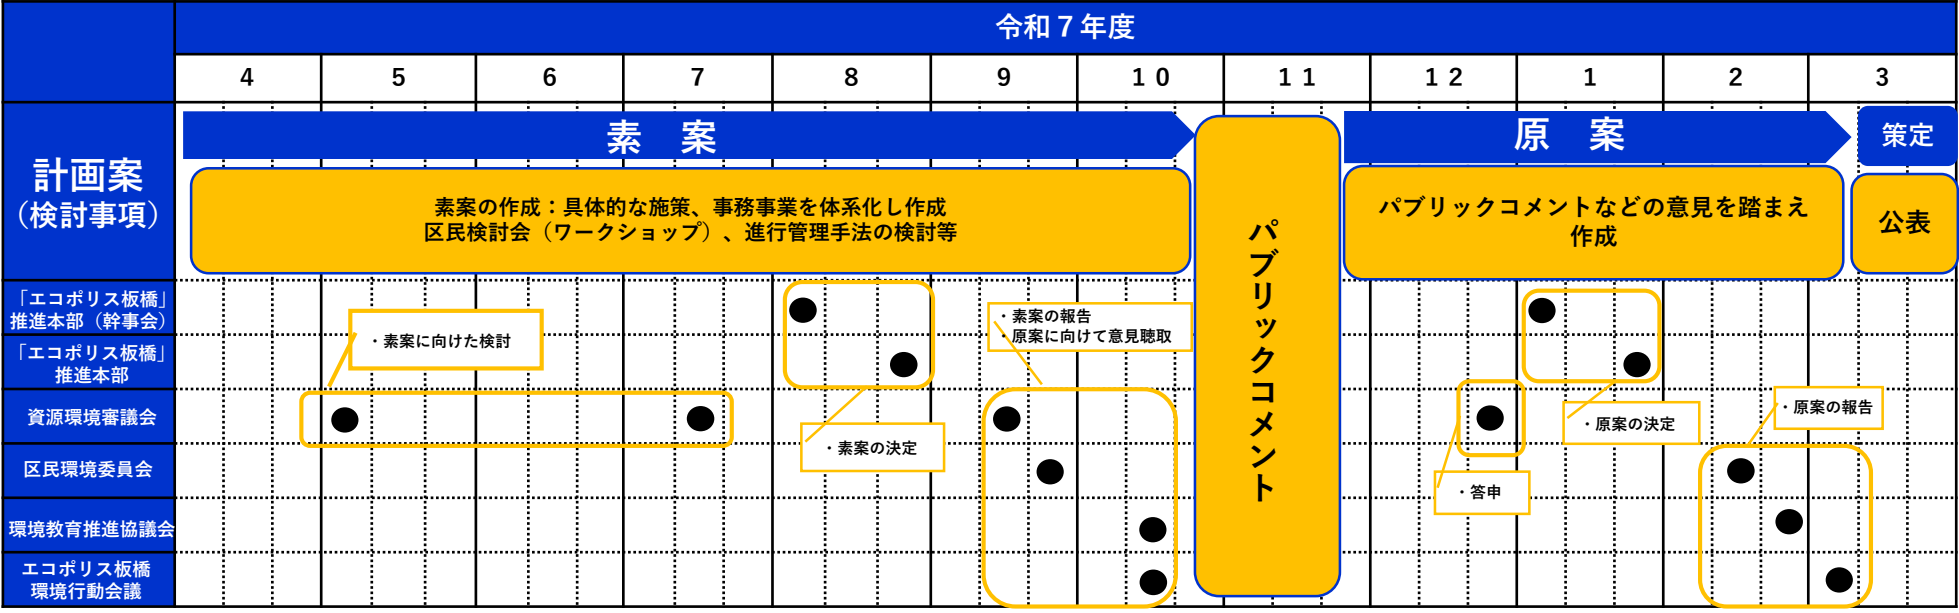 令和７年度
4 5 6 7 8 9 10 11 12 1 2 3
計画案
（検討事項）
素 案
原 案
策定
素案の作成：具体的な施策、事務事業を体系化し作成
区民検討会（ワークショップ）、進行管理手法の検討等
パブリックコメント
パブリックコメントなどの意見を踏まえ
作成
公表
「エコポリス板橋」
推進本部（幹事会）
「エコポリス板橋」
推進本部
資源環境審議会
区民環境委員会
環境教育推進協議会
エコポリス板橋
環境行動会議
・素案に向けた検討
・素案の決定
・素案の報告
・原案に向けて意見聴取
・答申
・原案の決定
・原案の報告